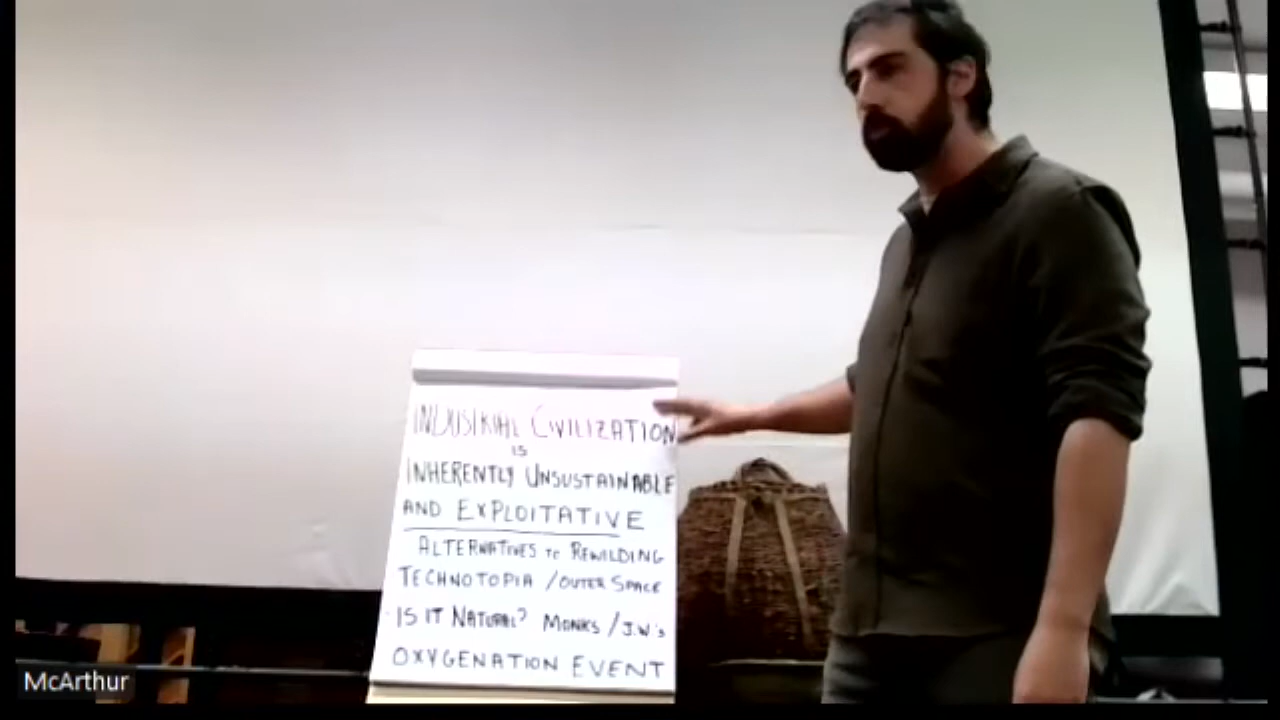 INDUSTRIAL CIVILIZATION
IS
INHERENTLY UNSUSTAINABLE
AND EXPLOITATIVE
ALTERNATIVES to REWILDING
TECHNOTOPIA / OUTER SPACE
IS IT NATURAL? MONKS / J.W.'s
OXYGENATION EVENT
McArthur